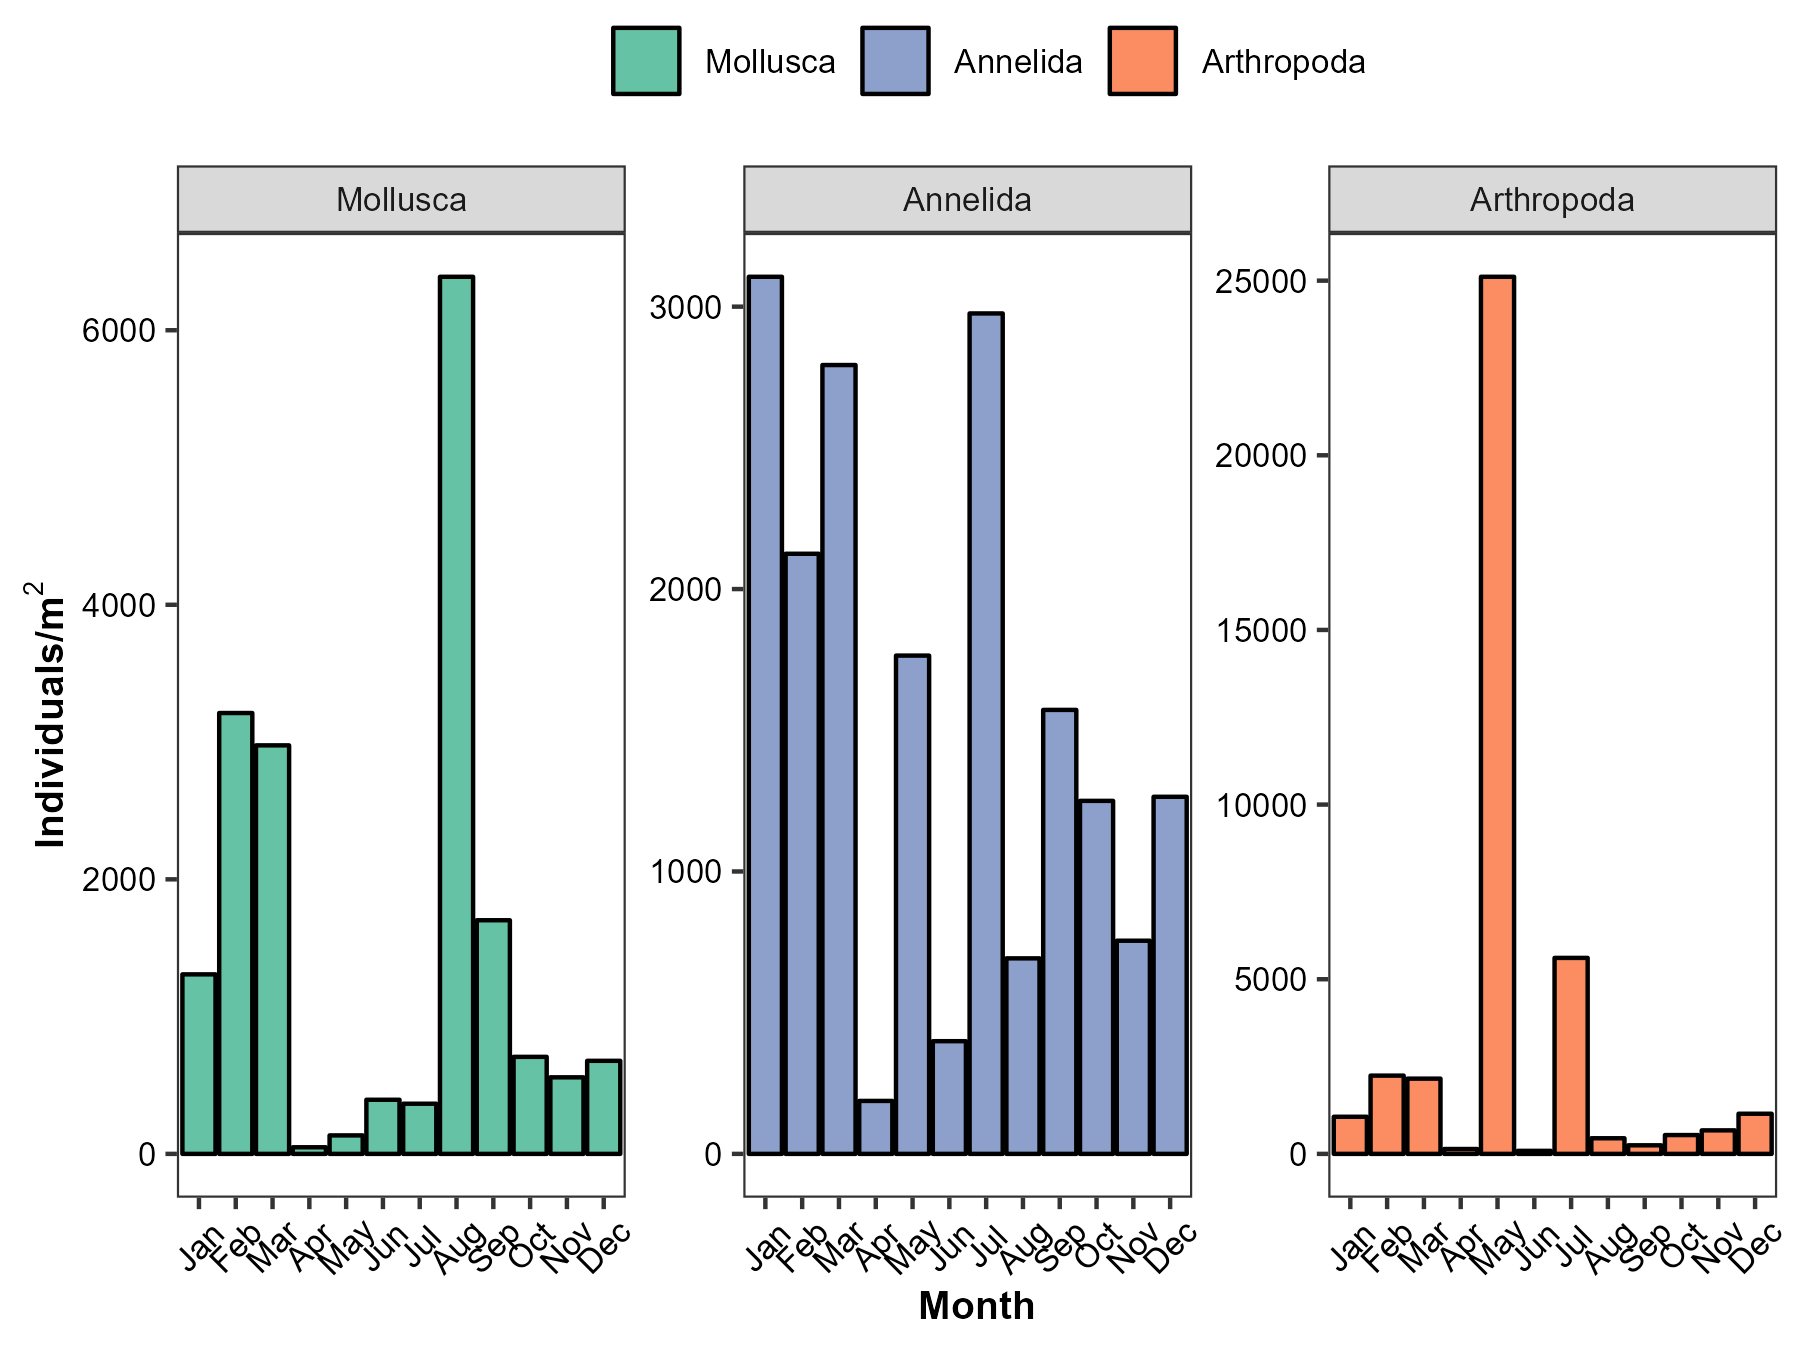 Mollusca Annelida Arthropoda
Mollusca Annelida Arthropoda
Individuals/m²
6000
4000
2000
0
3000
2000
1000
0
25000
20000
15000
10000
5000
0
Jan Feb Mar Apr May Jun Jul Aug Sep Oct Nov Dec
Jan Feb Mar Apr May Jun Jul Aug Sep Oct Nov Dec
Jan Feb Mar Apr May Jun Jul Aug Sep Oct Nov Dec
Month